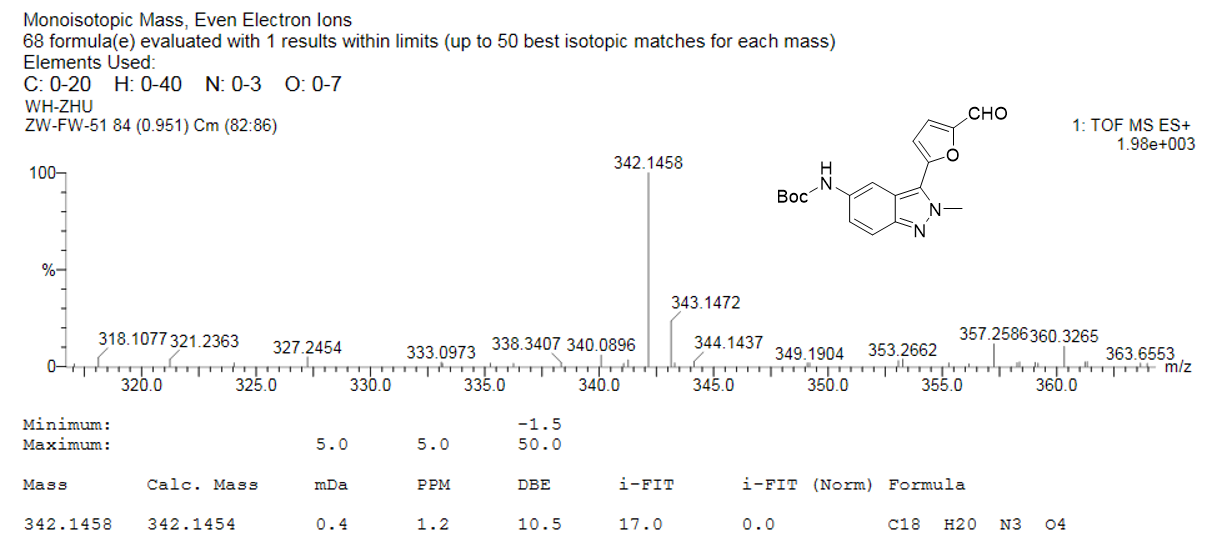 Monoisotopic Mass, Even Electron Ions
68 formula(e) evaluated with 1 results within limits (up to 50 best isotopic matches for each mass)
Elements Used:
C: 0-20 H: 0-40 N: 0-3 O: 0-7
WH-ZHU
ZW-FW-51 84 (0.951) Cm (82:86)
1: TOF MS ES+
1.98e+003
CHO
O
H
N
Boc
N
N
100
%
0
342.1458
343.1472
318.1077 321.2363 327.2454 333.0973 338.3407 340.0896 344.1437 349.1904 353.2662 357.2586 360.3265 363.6553
m/z
320.0 325.0 330.0 335.0 340.0 345.0 350.0 355.0 360.0
Minimum: -1.5
Maximum: 5.0 5.0 50.0
Mass Calc. Mass mDa PPM DBE i-FIT i-FIT (Norm) Formula
342.1458 342.1454 0.4 1.2 10.5 17.0 0.0 C18 H20 N3 O4